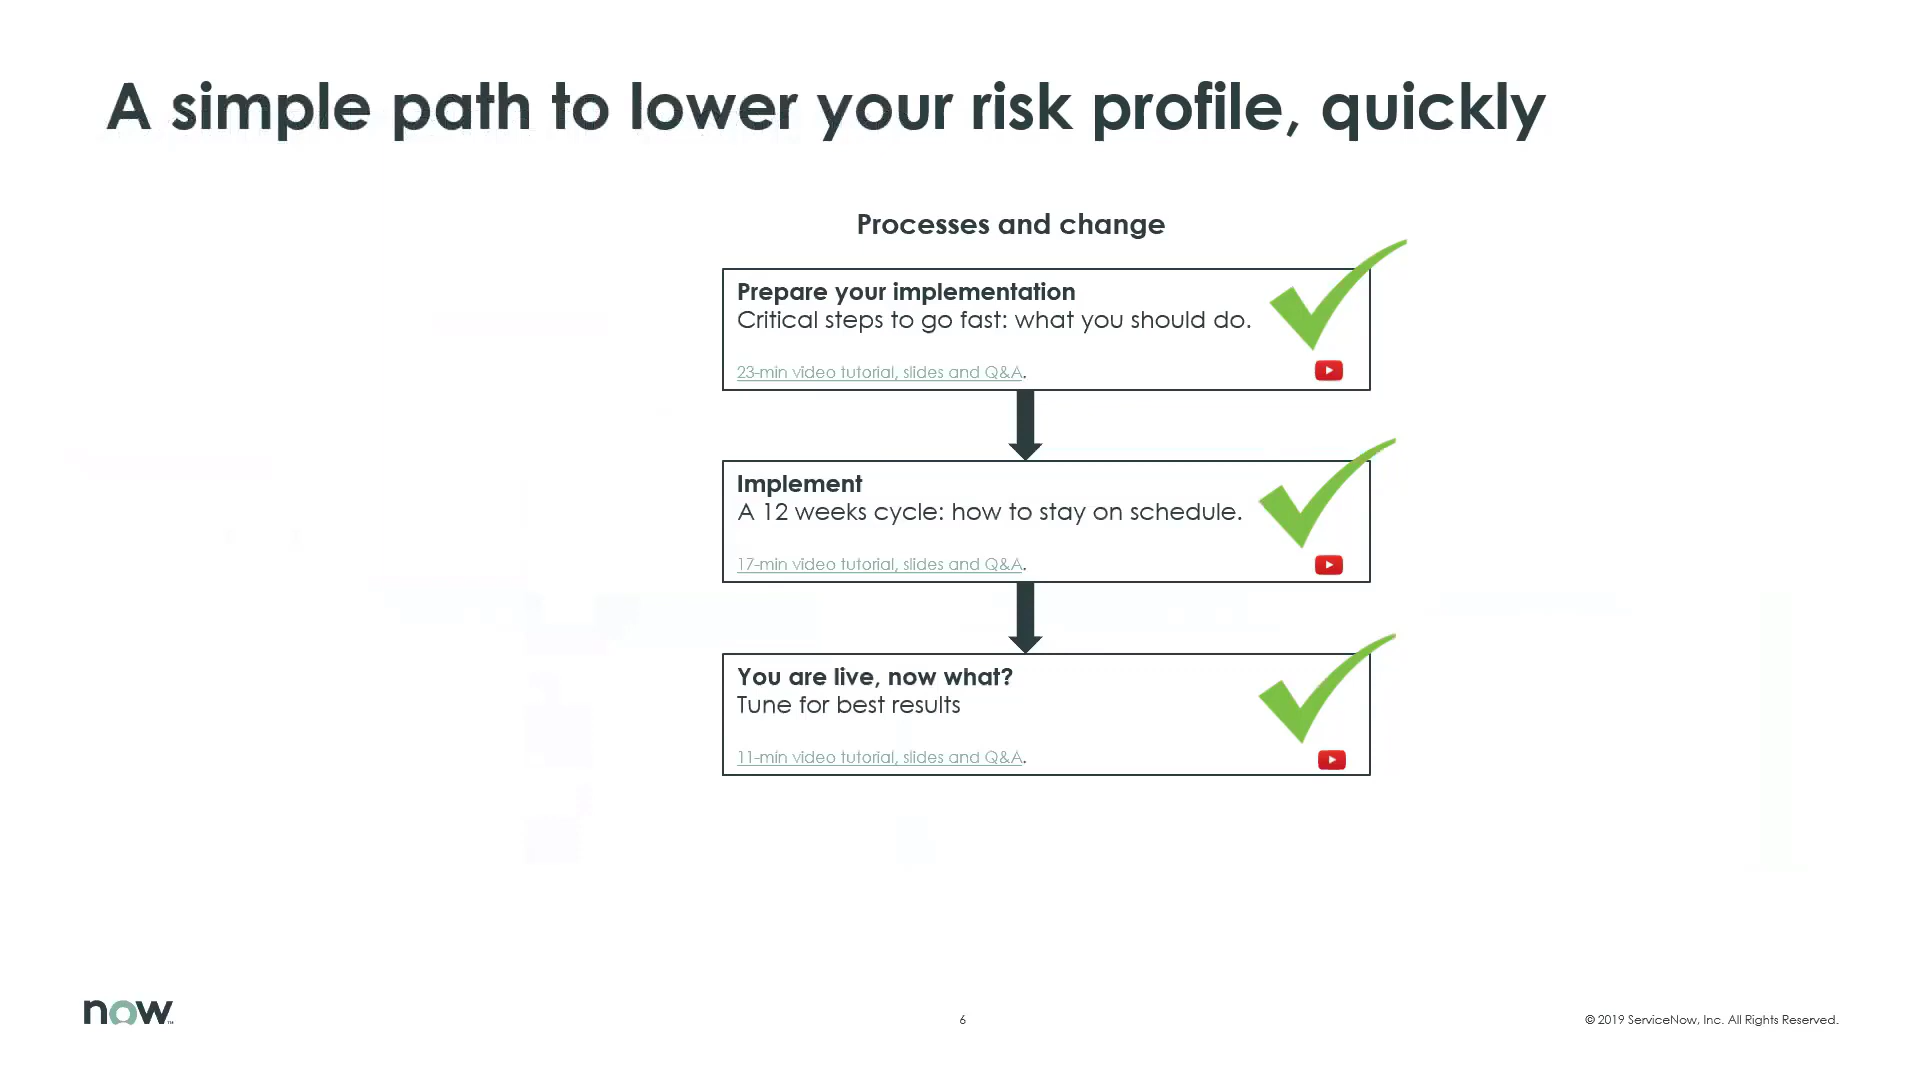 A simple path to lower your risk profile, quickly
Processes and change
Prepare your implementation
Critical steps to go fast: what you should do.
23-min video tutorial, slides and Q&A.
Implement
A 12 weeks cycle: how to stay on schedule.
17-min video tutorial, slides and Q&A.
You are live, now what?
Tune for best results
11-min video tutorial, slides and Q&A.
now™
6
© 2019 ServiceNow, Inc. All Rights Reserved.